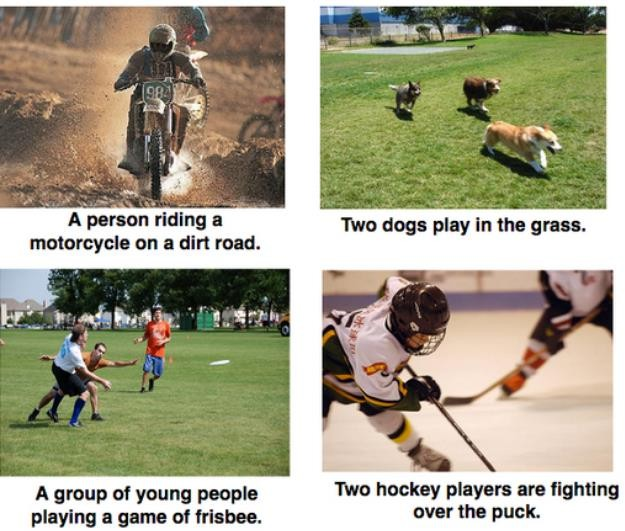 984
A person riding a
motorcycle on a dirt road.
Two dogs play in the grass.
A group of young people
playing a game of frisbee.
Two hockey players are fighting
over the puck.